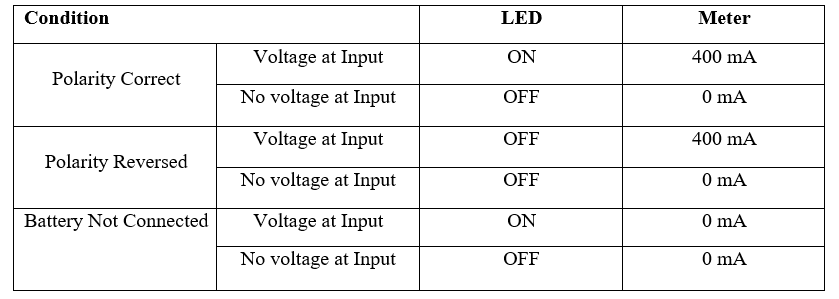 Condition LED Meter
Polarity Correct Voltage at Input ON 400 mA
No voltage at Input OFF 0 mA
Polarity Reversed Voltage at Input OFF 400 mA
No voltage at Input OFF 0 mA
Battery Not Connected Voltage at Input ON 0 mA
No voltage at Input OFF 0 mA